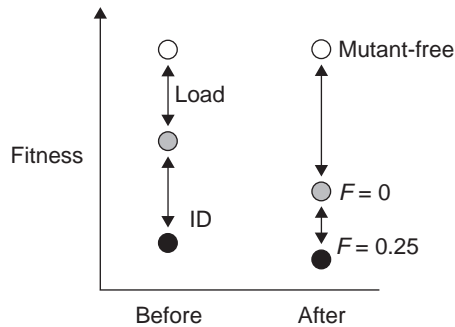 Mutant-free
Load
Fitness
F = 0
ID
F = 0.25
Before
After